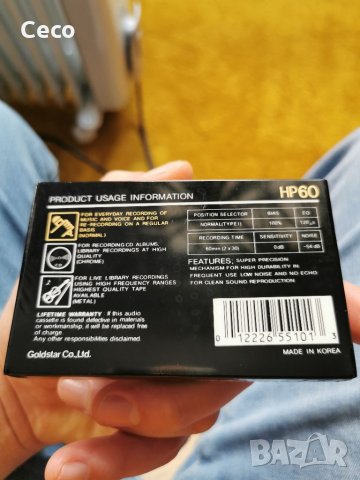 Ceco
PRODUCT USAGE INFORMATION
HP60
FOR EVERYDAY RECORDING OF
MUSIC AND VOICE AND FOR
RE RECORDING ON A REGULAR
BASIS
(NORMAL)
FOR RECORDING CD ALBUMS,
LIBRARY RECORDINGS AT HIGH
QUALITY
(CHROME)
FOR LIVE LIBRARY RECORDINGS
USING HIGH FREQUENCY RANGES
HIGHEST QUALITY TAPE
AVAILABLE
(METAL)
LIFETIME WARRANTY : If this audio
cassette is found defective in materials
or workmanship, it will be replaced free
of charge.
Any other responsibilities disclaimed.
Goldstar Co.,Ltd.
POSITION SELECTOR BIAS EQ
NORMAL(TYPE I) 100% 120μs
RECORDING TIME SENSITIVITY NOISE
60min (2 x 30) 0dB -54dB
FEATURES; SUPER PRECISION
MECHANISM FOR HIGH DURABILITY IN
FREQUENT USE LOW NOISE AND NO ECHO
FOR CLEAN SOUND REPRODUCTION.
0 12226 55101 3
MADE IN KOREA
BAZAR
bg